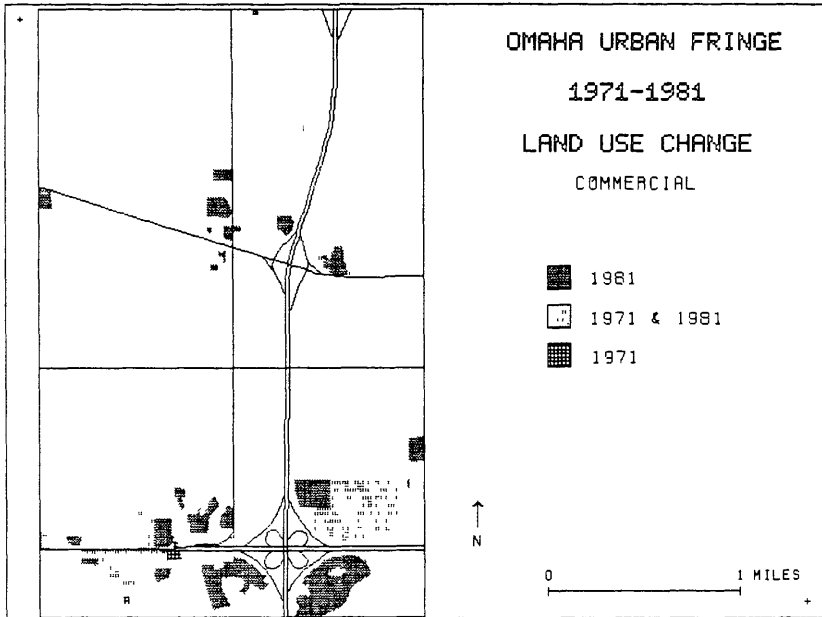 OMAHA URBAN FRINGE
1971-1981
LAND USE CHANGE
COMMERCIAL
1981
1971 & 1981
1971
N
0 1 MILES